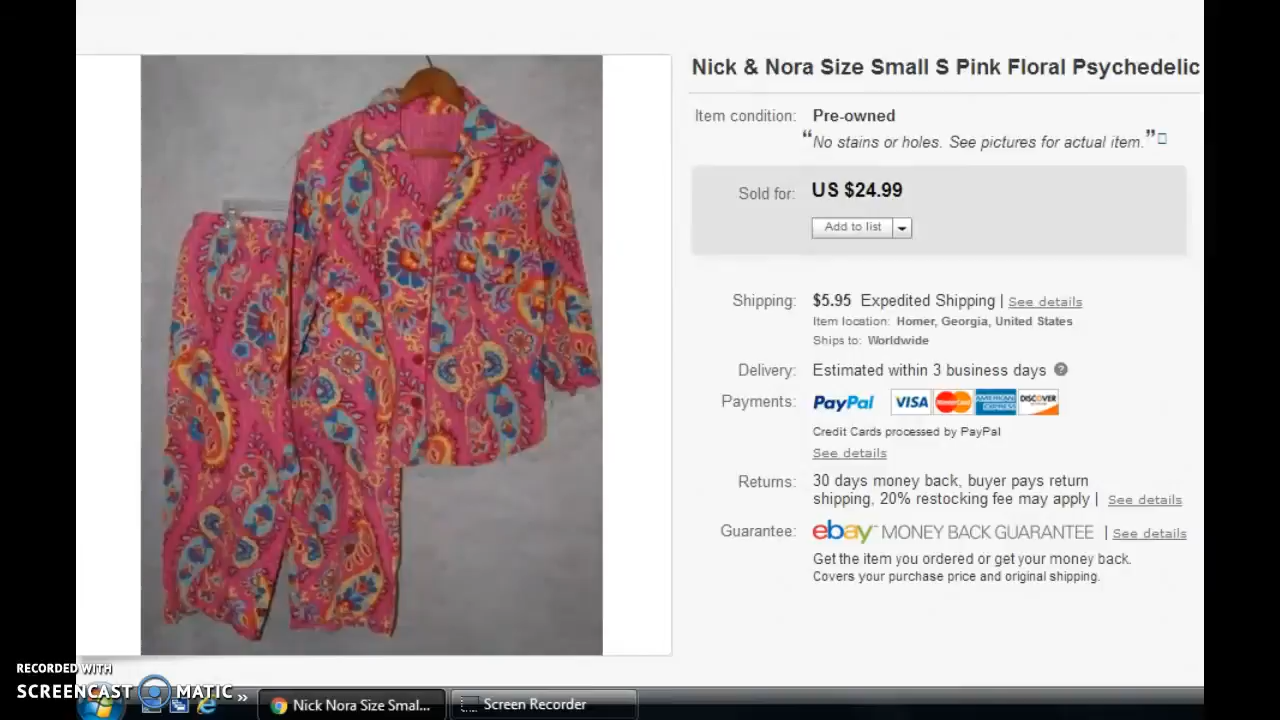 Nick & Nora Size Small S Pink Floral Psychedelic
Item condition: Pre-owned
“No stains or holes. See pictures for actual item.”
Sold for: US $24.99
Add to list
Shipping: $5.95 Expedited Shipping | See details
Item location: Homer, Georgia, United States
Ships to: Worldwide
Delivery: Estimated within 3 business days ?
Payments: PayPal VISA MasterCard AMERICAN EXPRESS DISCOVER
Credit Cards processed by PayPal
See details
Returns: 30 days money back, buyer pays return
shipping, 20% restocking fee may apply | See details
Guarantee: ebay MONEY BACK GUARANTEE | See details
Get the item you ordered or get your money back.
Covers your purchase price and original shipping.
RECORDED WITH
SCREENCAST MATIC
Nick Nora Size Smal...
Screen Recorder